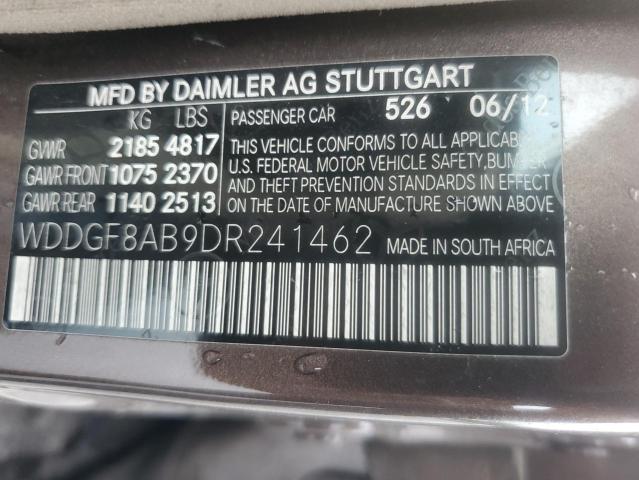 MFD BY DAIMLER AG STUTTGART
KG LBS PASSENGER CAR 526 06/12
GVWR 2185 4817
GAWR FRONT 1075 2370
GAWR REAR 1140 2513
THIS VEHICLE CONFORMS TO ALL APPLICABLE
U.S. FEDERAL MOTOR VEHICLE SAFETY, BUMPER
AND THEFT PREVENTION STANDARDS IN EFFECT
ON THE DATE OF MANUFACTURE SHOWN ABOVE
WDDGF8AB9DR241462 MADE IN SOUTH AFRICA